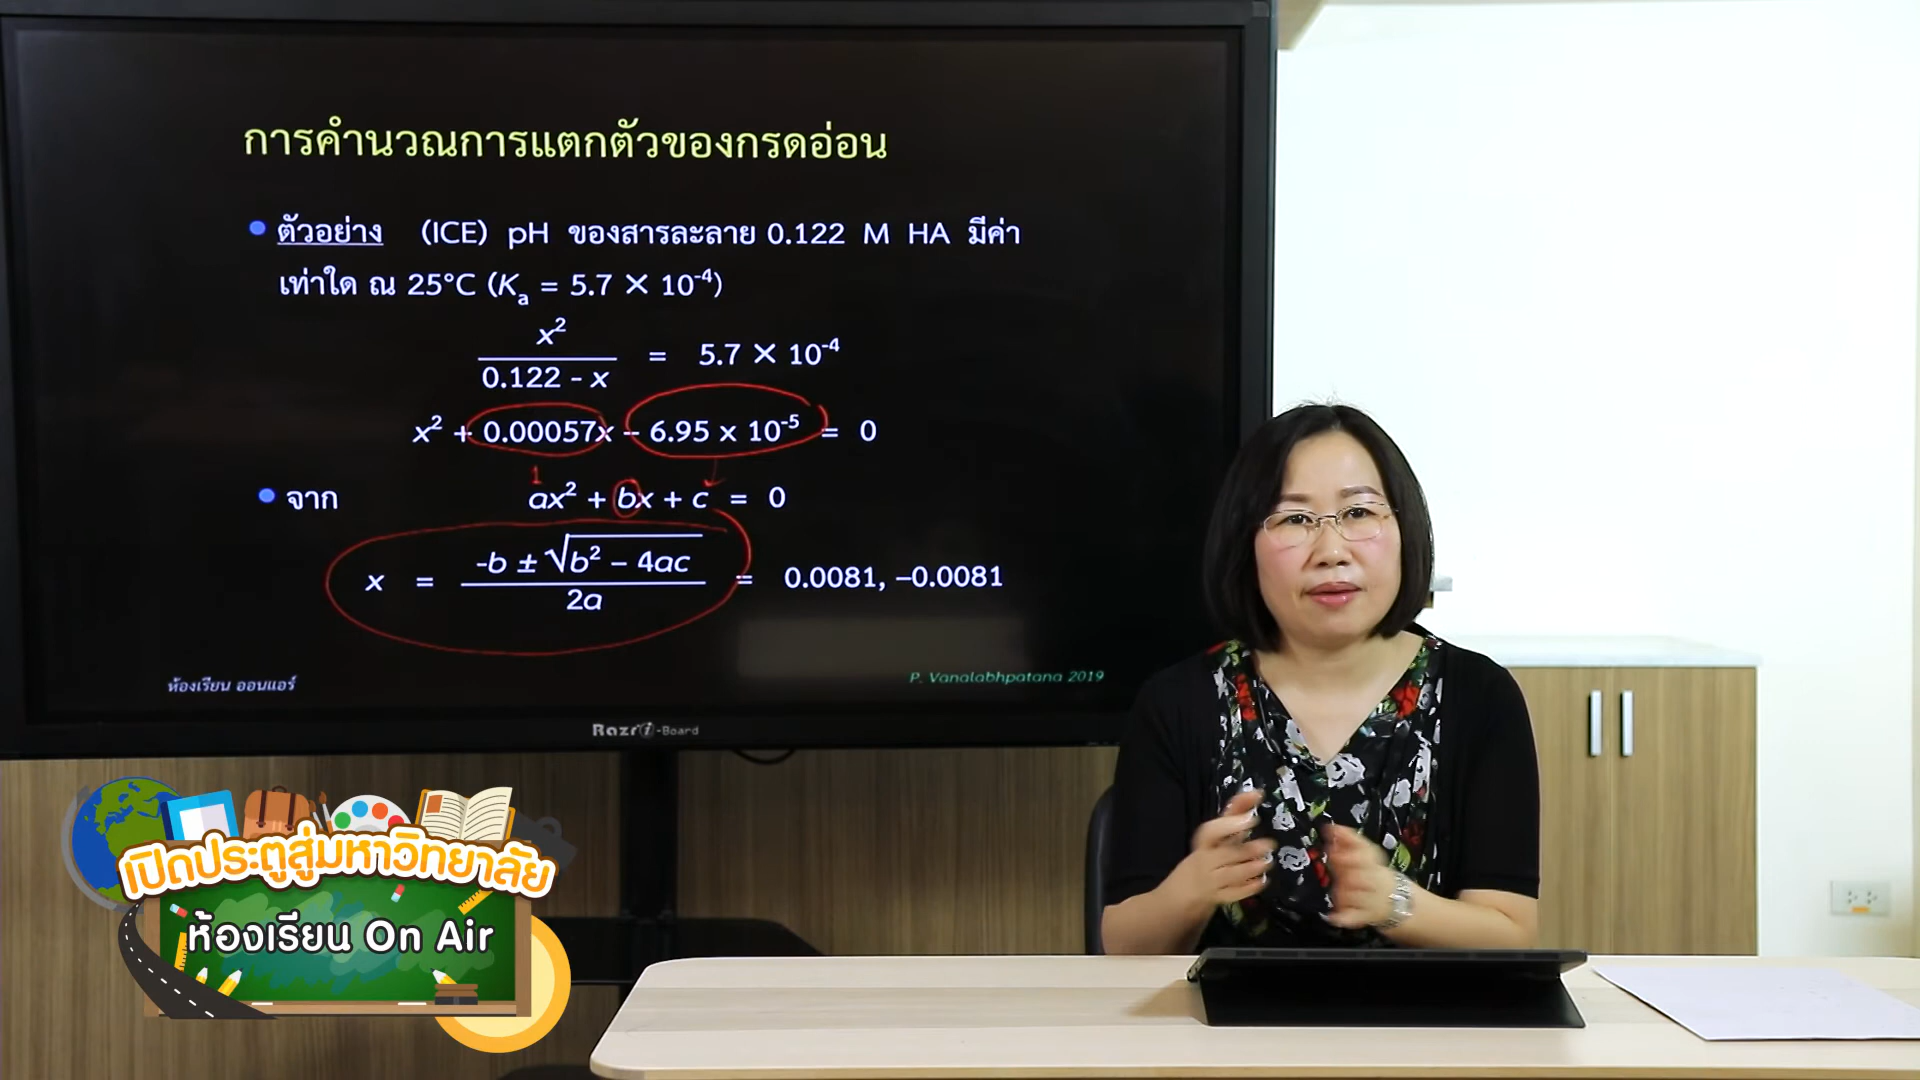 การคำนวณการแตกตัวของกรดอ่อน
• ตัวอย่าง (ICE) pH ของสารละลาย 0.122 M HA มีค่า
เท่าใด ณ 25°C (Kₐ = 5.7 × 10⁻⁴)
x²
0.122 - x
= 5.7 × 10⁻⁴
x² + 0.00057x – 6.95 x 10⁻⁵ = 0
1
• จาก ax² + bx + c = 0
x = -b ± √b² – 4ac
2a
= 0.0081, –0.0081
ห้องเรียน ออนแอร์
P. Vanalabhpatana 2019
Razr i-Board
เปิดประตูสู่มหาวิทยาลัย
ห้องเรียน On Air